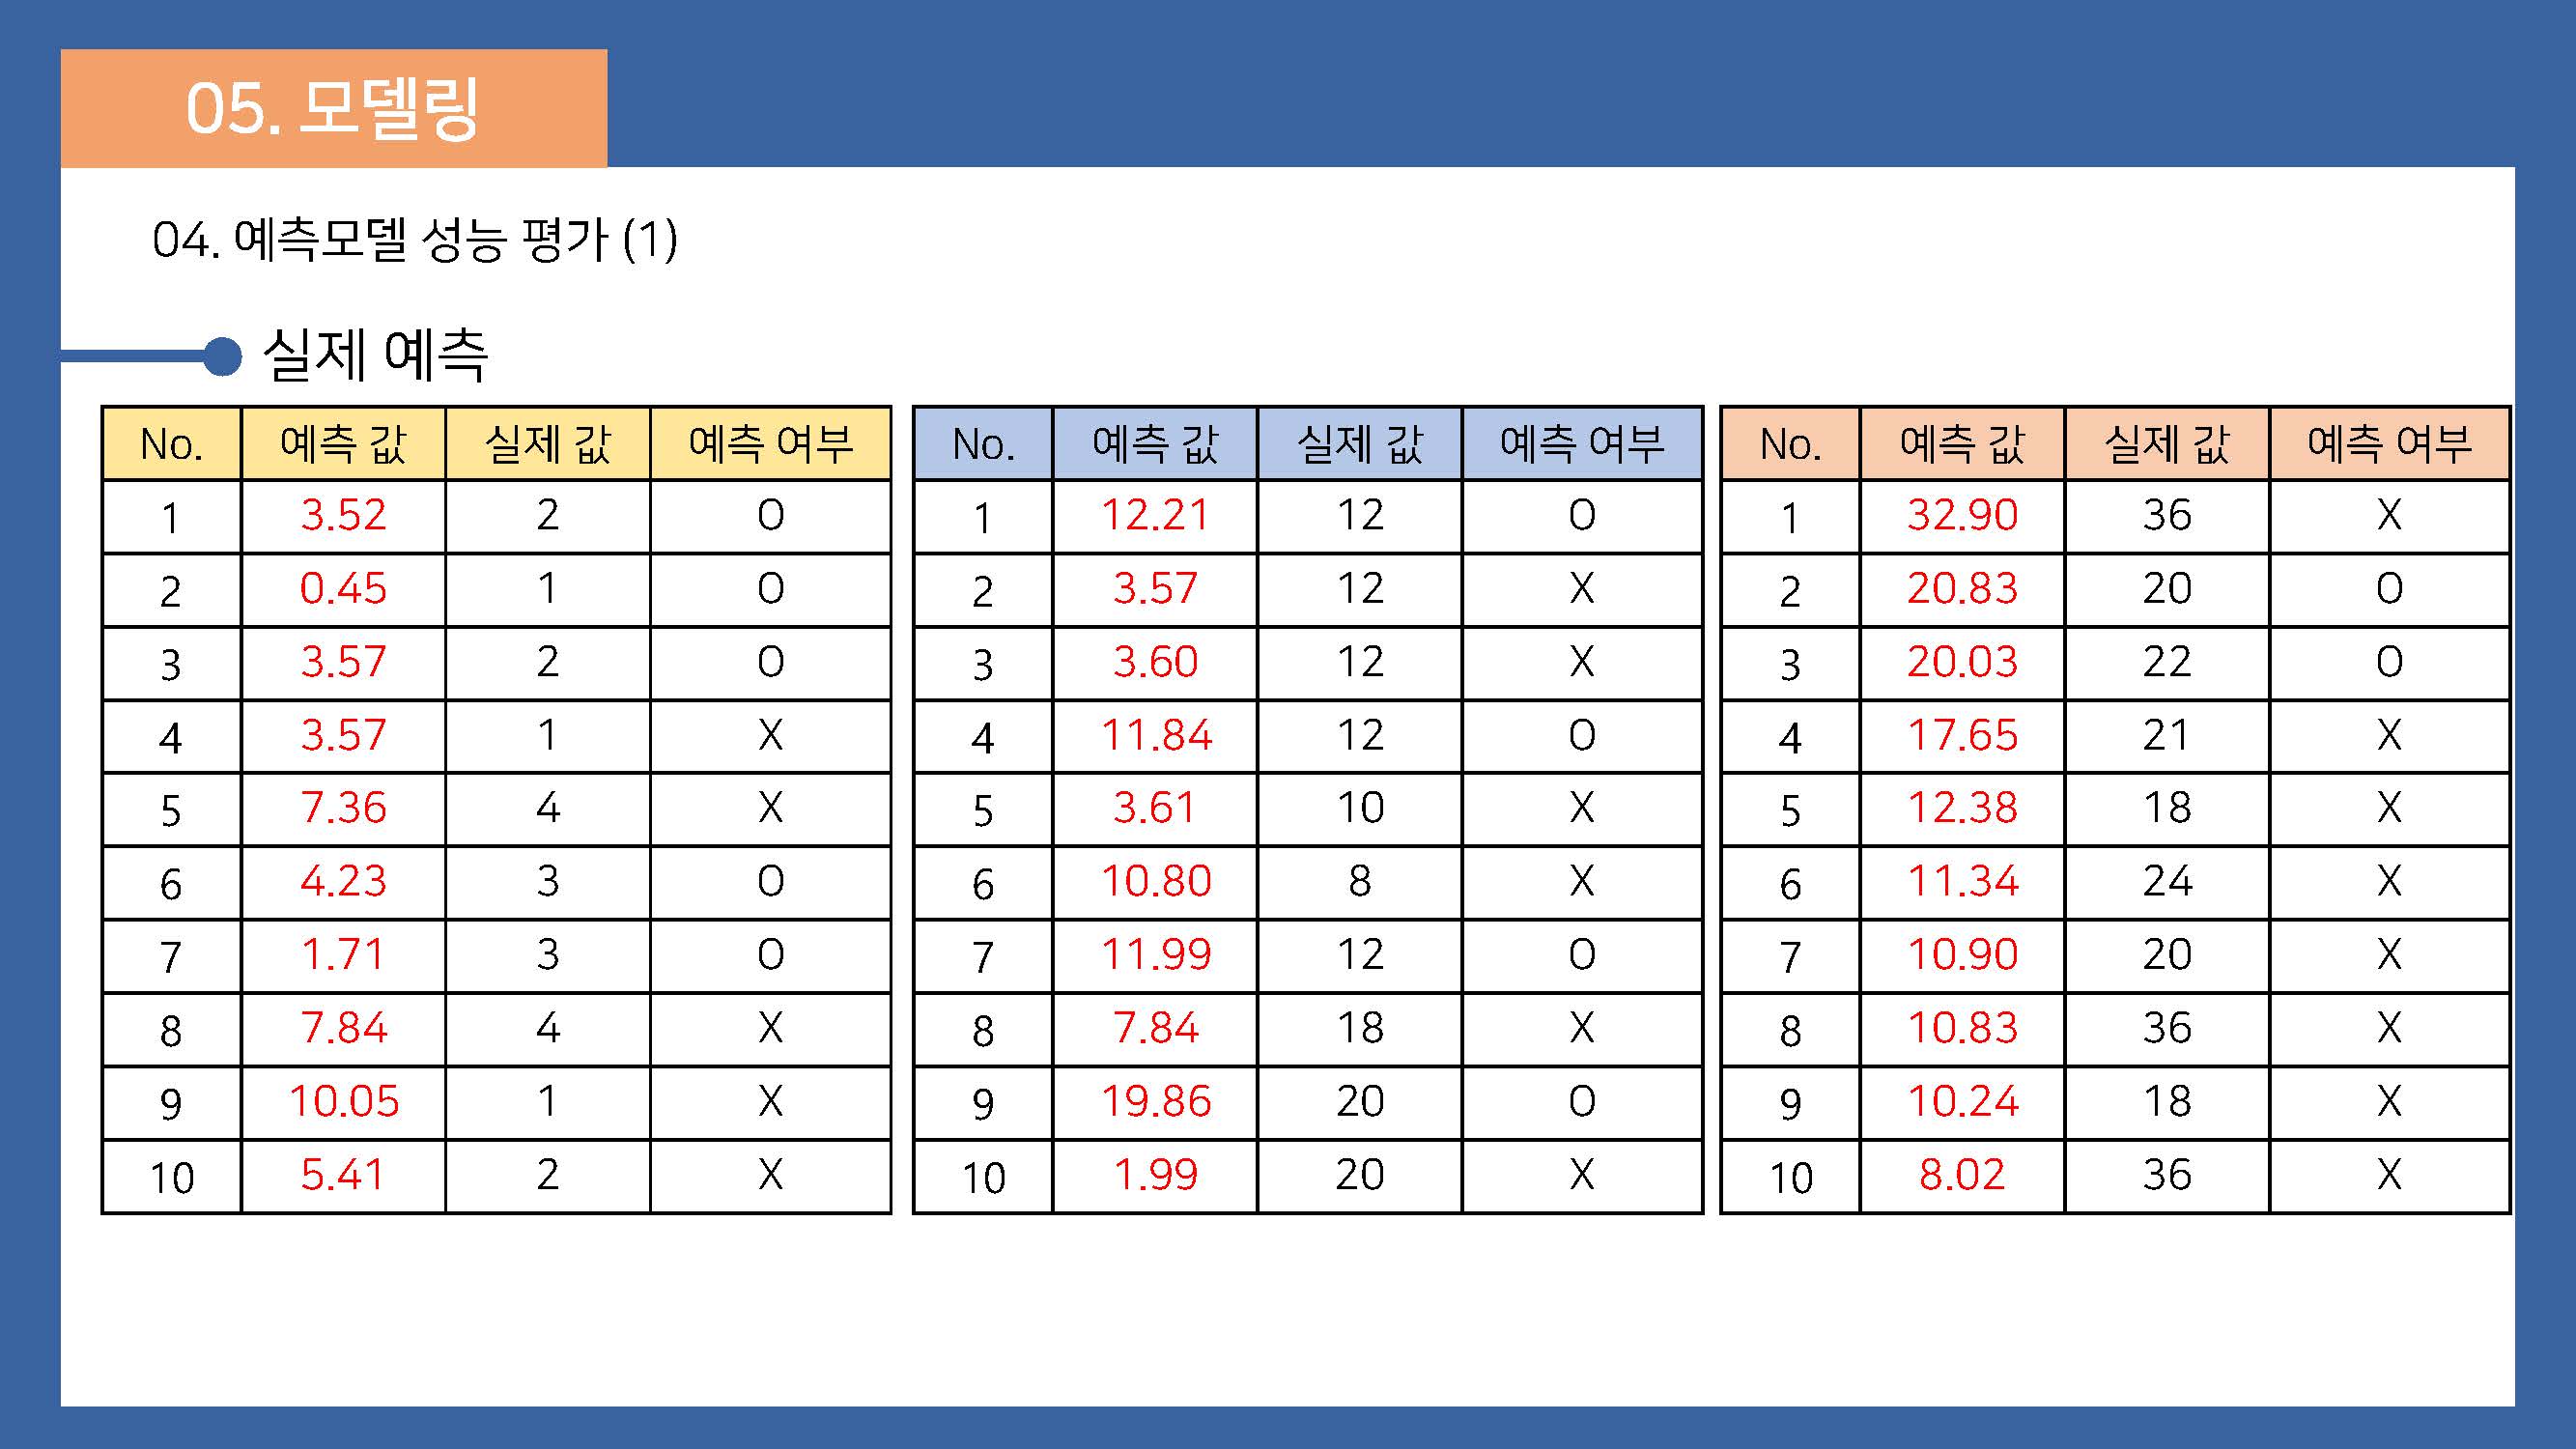 05. 모델링
04. 예측모델 성능 평가 (1)
실제 예측
No. 예측 값 실제 값 예측 여부
1 3.52 2 O
2 0.45 1 O
3 3.57 2 O
4 3.57 1 X
5 7.36 4 X
6 4.23 3 O
7 1.71 3 O
8 7.84 4 X
9 10.05 1 X
10 5.41 2 X
No. 예측 값 실제 값 예측 여부
1 12.21 12 O
2 3.57 12 X
3 3.60 12 X
4 11.84 12 O
5 3.61 10 X
6 10.80 8 X
7 11.99 12 O
8 7.84 18 X
9 19.86 20 O
10 1.99 20 X
No. 예측 값 실제 값 예측 여부
1 32.90 36 X
2 20.83 20 O
3 20.03 22 O
4 17.65 21 X
5 12.38 18 X
6 11.34 24 X
7 10.90 20 X
8 10.83 36 X
9 10.24 18 X
10 8.02 36 X